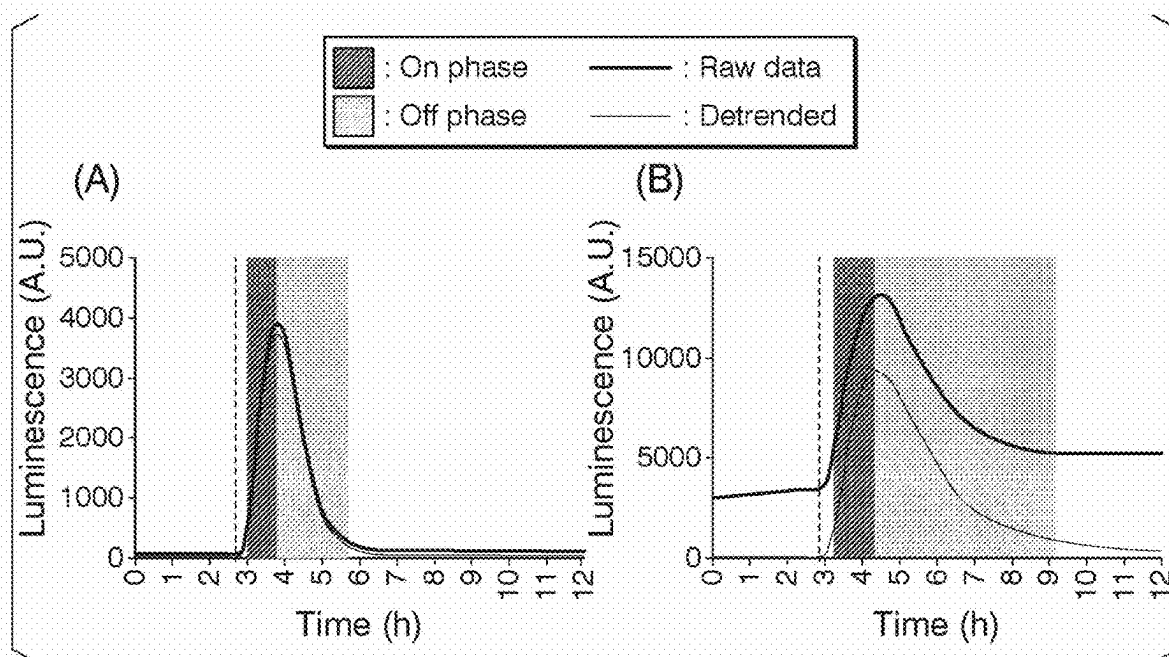 : On phase : Raw data
: Off phase : Detrended
(A)
Luminescence (A.U.)
5000
4000
3000
2000
1000
0
0 1 2 3 4 5 6 7 8 9 10 11 12
Time (h)
(B)
Luminescence (A.U.)
15000
10000
5000
0
0 1 2 3 4 5 6 7 8 9 10 11 12
Time (h)